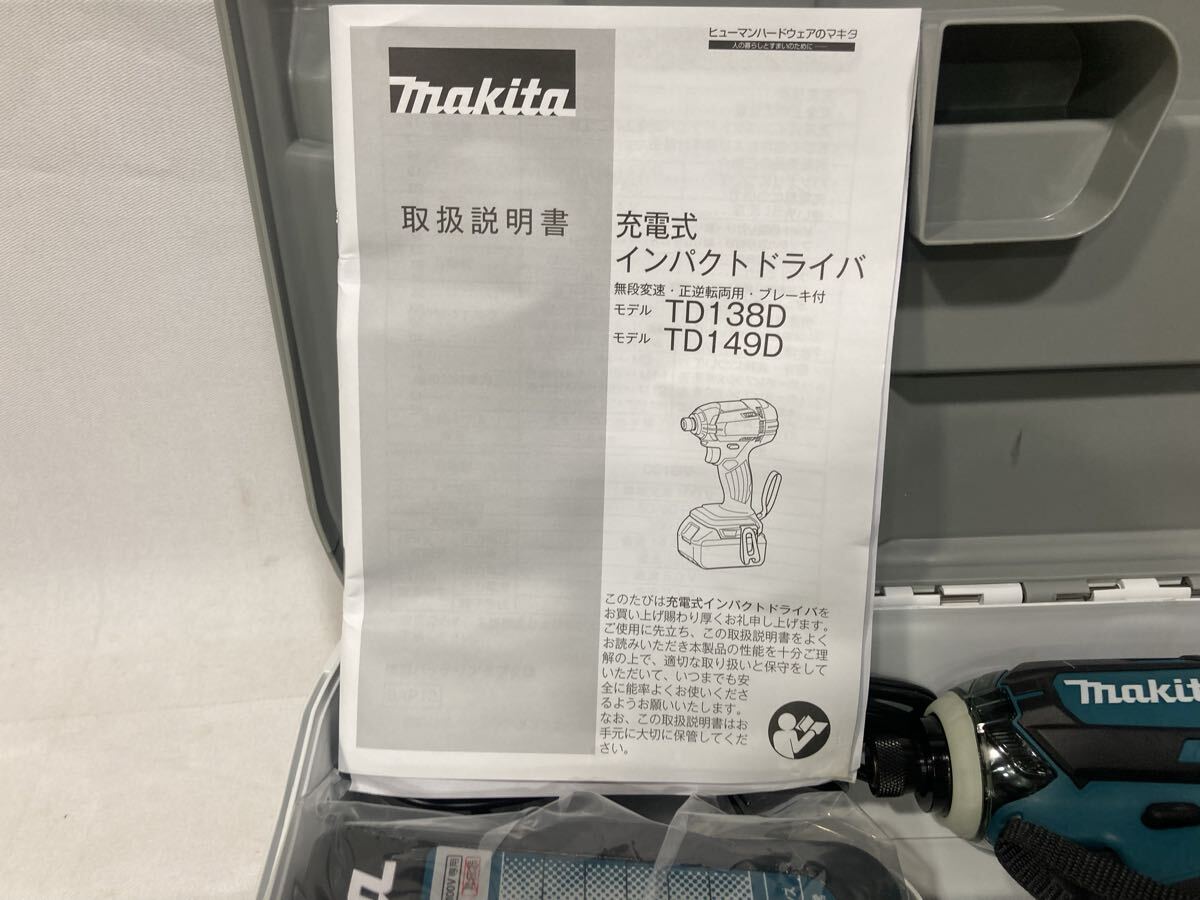 ヒューマンハードウェアのマキタ
人の暮らしとすまいのために
makita
取扱説明書
充電式
インパクトドライバ
無段変速・正逆転両用・ブレーキ付
モデル TD138D
モデル TD149D
このたびは充電式インパクトドライバを
お買い上げ賜わり厚くお礼申し上げます。
ご使用に先立ち、この取扱説明書をよく
お読みいただき本製品の性能を十分ご理
解の上で、適切な取り扱いと保守をして
いただいて、いつまでも安
全に能率よくお使いくださ
るようお願いいたします。
なお、この取扱説明書はお
手元に大切に保管してくだ
さい。
makit